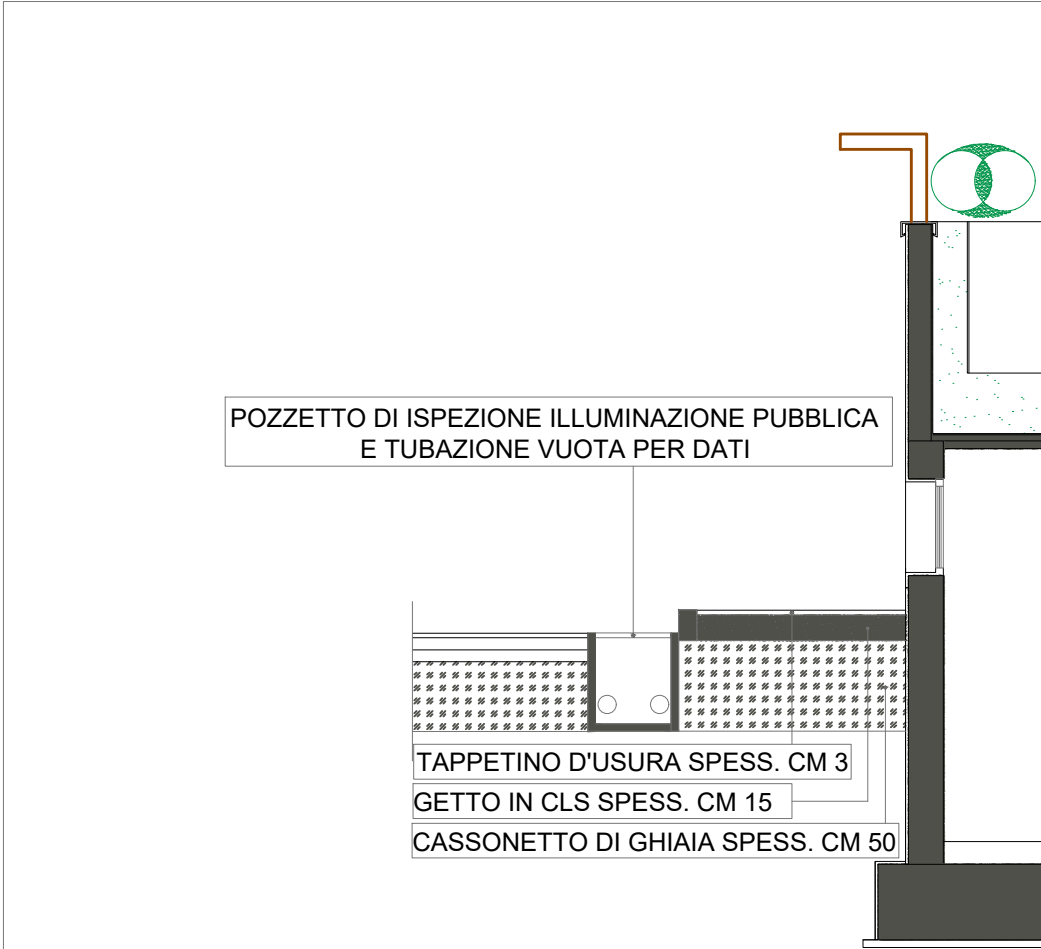 POZZETTO DI ISPEZIONE ILLUMINAZIONE PUBBLICA
E TUBAZIONE VUOTA PER DATI
TAPPETINO D'USURA SPESS. CM 3
GETTO IN CLS SPESS. CM 15
CASSONETTO DI GHIAIA SPESS. CM 50